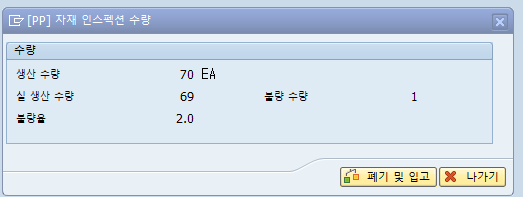 [PP] 자재 인스펙션 수량
수량
생산 수량 70 EA
실 생산 수량 69 불량 수량 1
불량율 2.0
폐기 및 입고 나가기